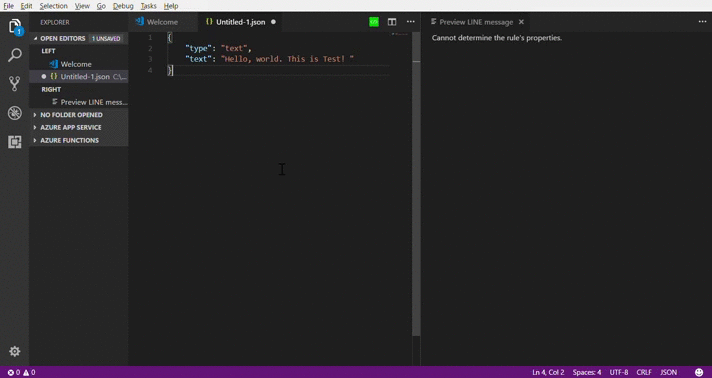 File Edit Selection View Go Debug Tasks Help
EXPLORER
OPEN EDITORS 1 UNSAVED
LEFT
Welcome
Untitled-1.json C:\...
RIGHT
Preview LINE mess...
NO FOLDER OPENED
AZURE APP SERVICE
AZURE FUNCTIONS
1
Welcome
Untitled-1.json
1 {
2 "type": "text",
3 "text": "Hello, world. This is Test! "
4 }
Preview LINE message
Cannot determine the rule's properties.
0 0
Ln 4, Col 2 Spaces: 4 UTF-8 CRLF JSON